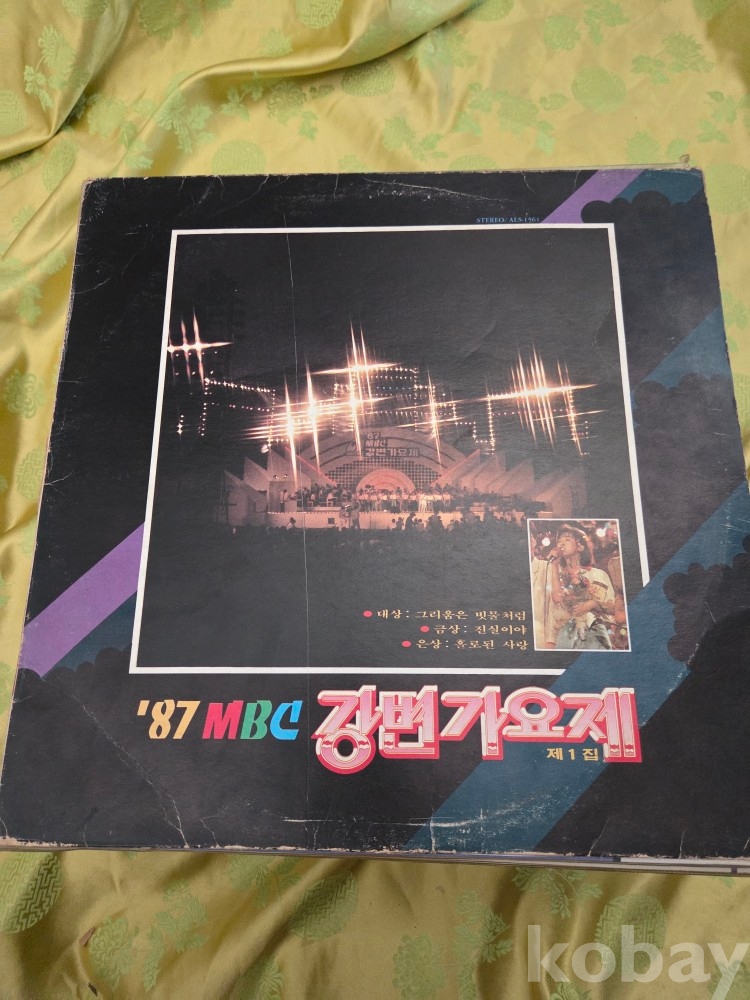 STEREO/ALS-1961
'87
MBC
강변가요제
대상: 그리움은 빗물처럼
금상: 진실이야
은상: 홀로된 사랑
'87 MBC 강변가요제
제1집
kobay